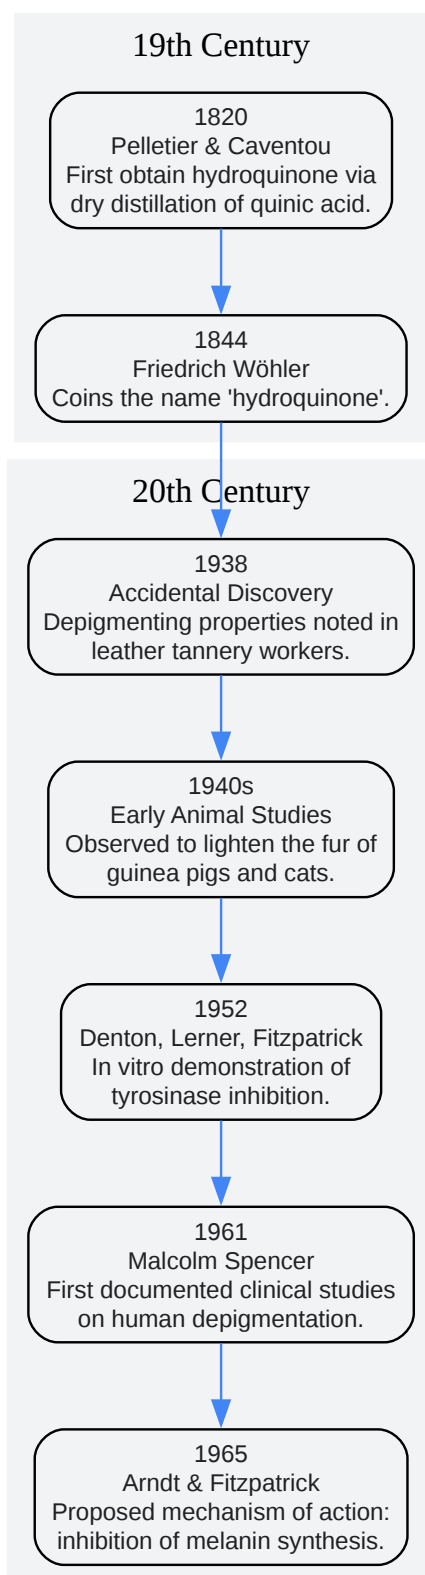 19th Century
1820
Pelletier & Caventou
First obtain hydroquinone via
dry distillation of quinic acid.
1844
Friedrich Wöhler
Coins the name 'hydroquinone'.
20th Century
1938
Accidental Discovery
Depigmenting properties noted in
leather tannery workers.
1940s
Early Animal Studies
Observed to lighten the fur of
guinea pigs and cats.
1952
Denton, Lerner, Fitzpatrick
In vitro demonstration of
tyrosinase inhibition.
1961
Malcolm Spencer
First documented clinical studies
on human depigmentation.
1965
Arndt & Fitzpatrick
Proposed mechanism of action:
inhibition of melanin synthesis.